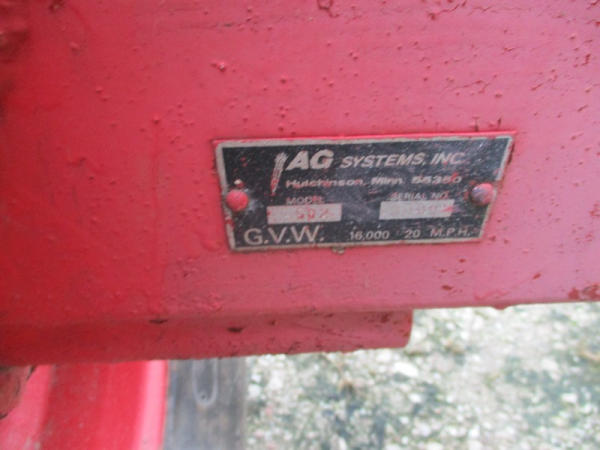 AG SYSTEMS, INC.
Hutchinson, Minn. 55350
MODEL SERIAL NO.
G.V.W. 16,000 20 M.P.H.